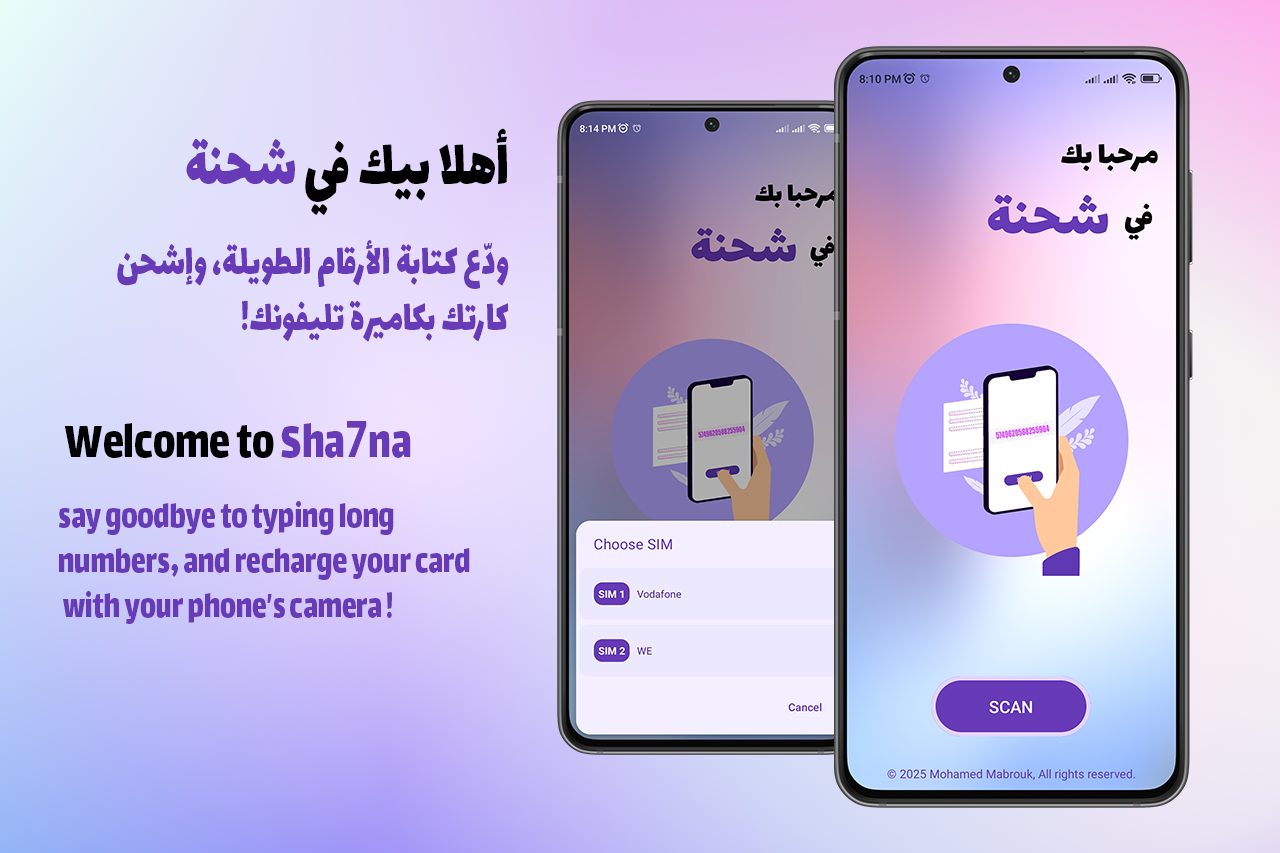 أهلا بيك في شحنة
ودّع كتابة الأرقام الطويلة، وإشحن
كارتك بكاميرة تليفونك!
Welcome to Sha7na
say goodbye to typing long
numbers, and recharge your card
with your phone's camera!
8:14 PM
مرحبا بك
في شحنة
5749620588255904
Choose SIM
SIM 1 Vodafone
SIM 2 WE
Cancel
8:10 PM
مرحبا بك
في شحنة
5749620588255904
SCAN
© 2025 Mohamed Mabrouk, All rights reserved.